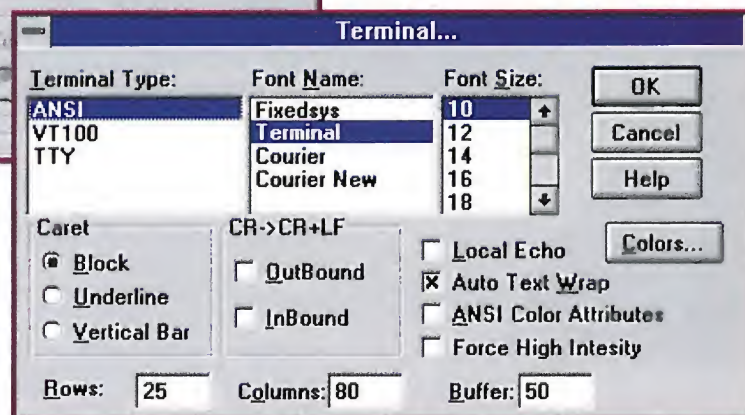 Terminal...
Terminal Type:
ANSI
VT100
TTY
Font Name:
Fixedsys
Terminal
Courier
Courier New
Font Size:
10
12
14
16
18
OK
Cancel
Help
Colors...
Caret
Block
Underline
Vertical Bar
CR->CR+LF
OutBound
InBound
Local Echo
Auto Text Wrap
ANSI Color Attributes
Force High Intesity
Rows: 25
Columns: 80
Buffer: 50